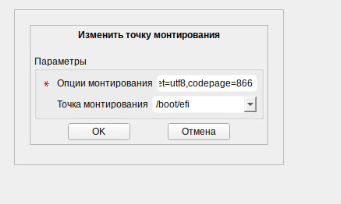 Изменить точку монтирования
Параметры
* Опции монтирования et=utf8,codepage=866
Точка монтирования /boot/efi
OK Отмена